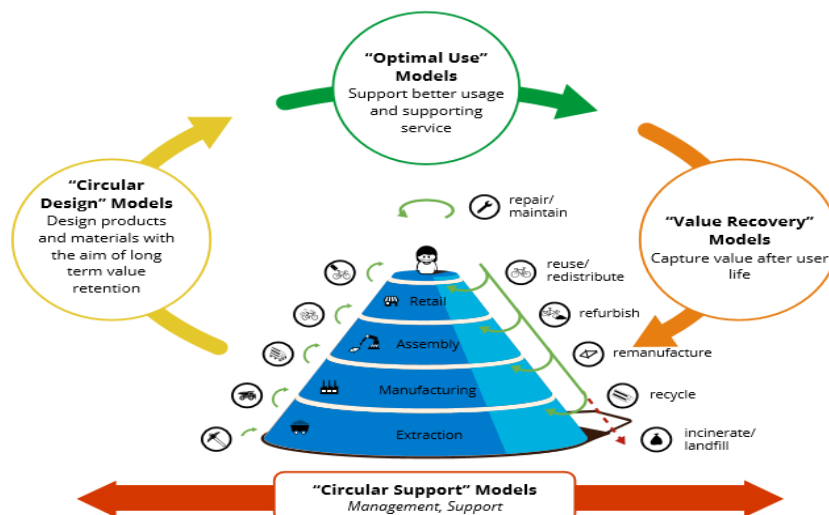 “Optimal Use”
Models
Support better usage
and supporting
service
“Circular
Design” Models
Design products
and materials with
the aim of long
term value
retention
“Value Recovery”
Models
Capture value after user
life
repair/
maintain
reuse/
redistribute
refurbish
remanufacture
recycle
incinerate/
landfill
Retail
Assembly
Manufacturing
Extraction
“Circular Support” Models
Management, Support